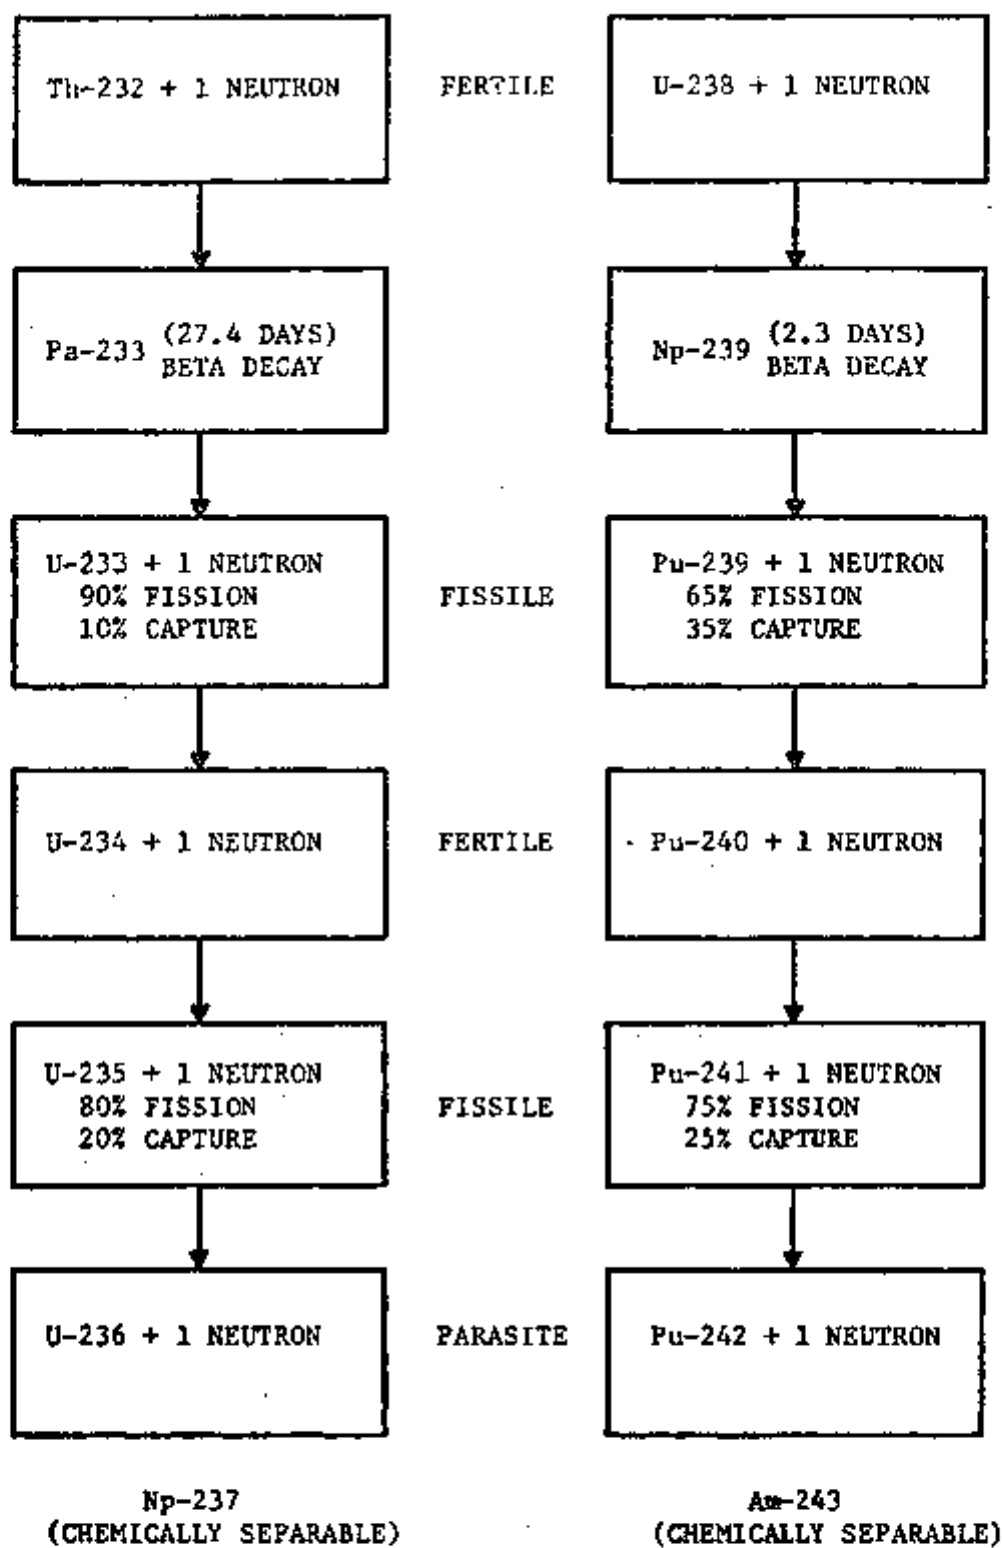 Th-232 + 1 NEUTRON
FERTILE
U-238 + 1 NEUTRON
Pa-233 (27.4 DAYS)
BETA DECAY
Np-239 (2.3 DAYS)
BETA DECAY
U-233 + 1 NEUTRON
90% FISSION
10% CAPTURE
FISSILE
Pu-239 + 1 NEUTRON
65% FISSION
35% CAPTURE
U-234 + 1 NEUTRON
FERTILE
Pu-240 + 1 NEUTRON
U-235 + 1 NEUTRON
80% FISSION
20% CAPTURE
FISSILE
Pu-241 + 1 NEUTRON
75% FISSION
25% CAPTURE
U-236 + 1 NEUTRON
PARASITE
Pu-242 + 1 NEUTRON
Np-237
(CHEMICALLY SEPARABLE)
Am-243
(CHEMICALLY SEPARABLE)